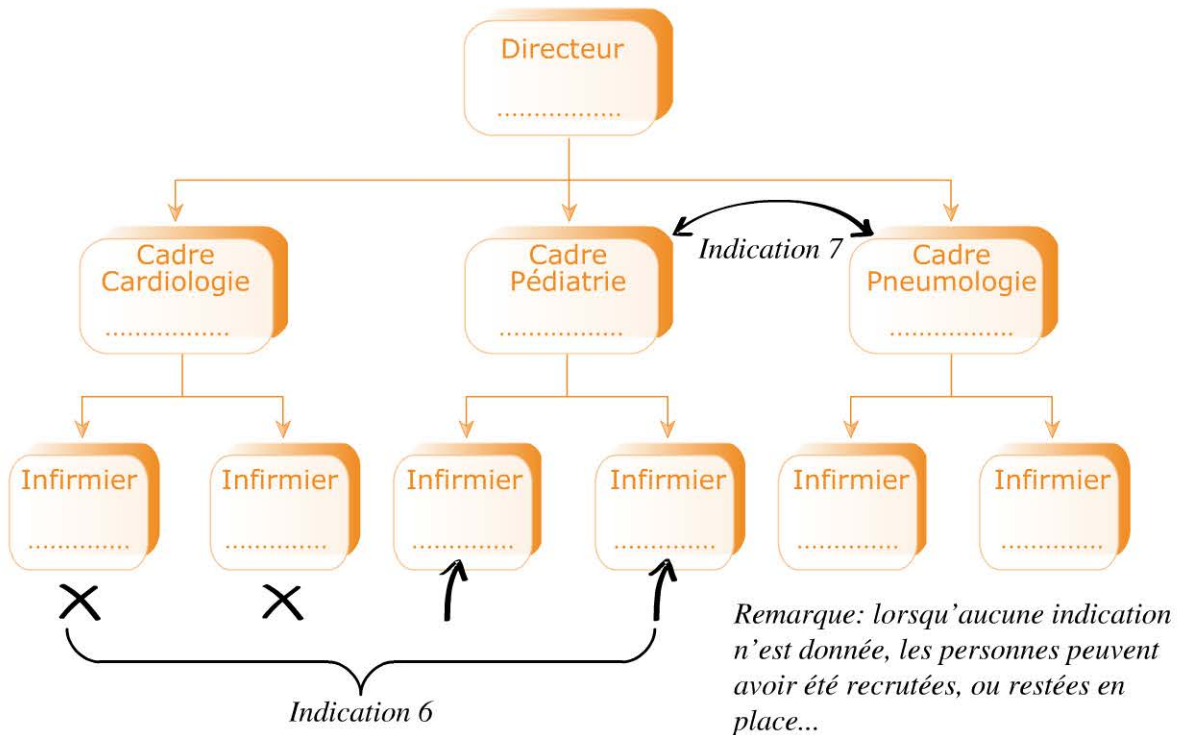 Directeur
.................
Indication 7
Cadre
Cardiologie
.................
Cadre
Pédiatrie
.................
Cadre
Pneumologie
.................
Infirmier
..............
Infirmier
..............
Infirmier
..............
Infirmier
..............
Infirmier
..............
Infirmier
..............
Indication 6
Remarque: lorsqu'aucune indication
n'est donnée, les personnes peuvent
avoir été recrutées, ou restées en
place...